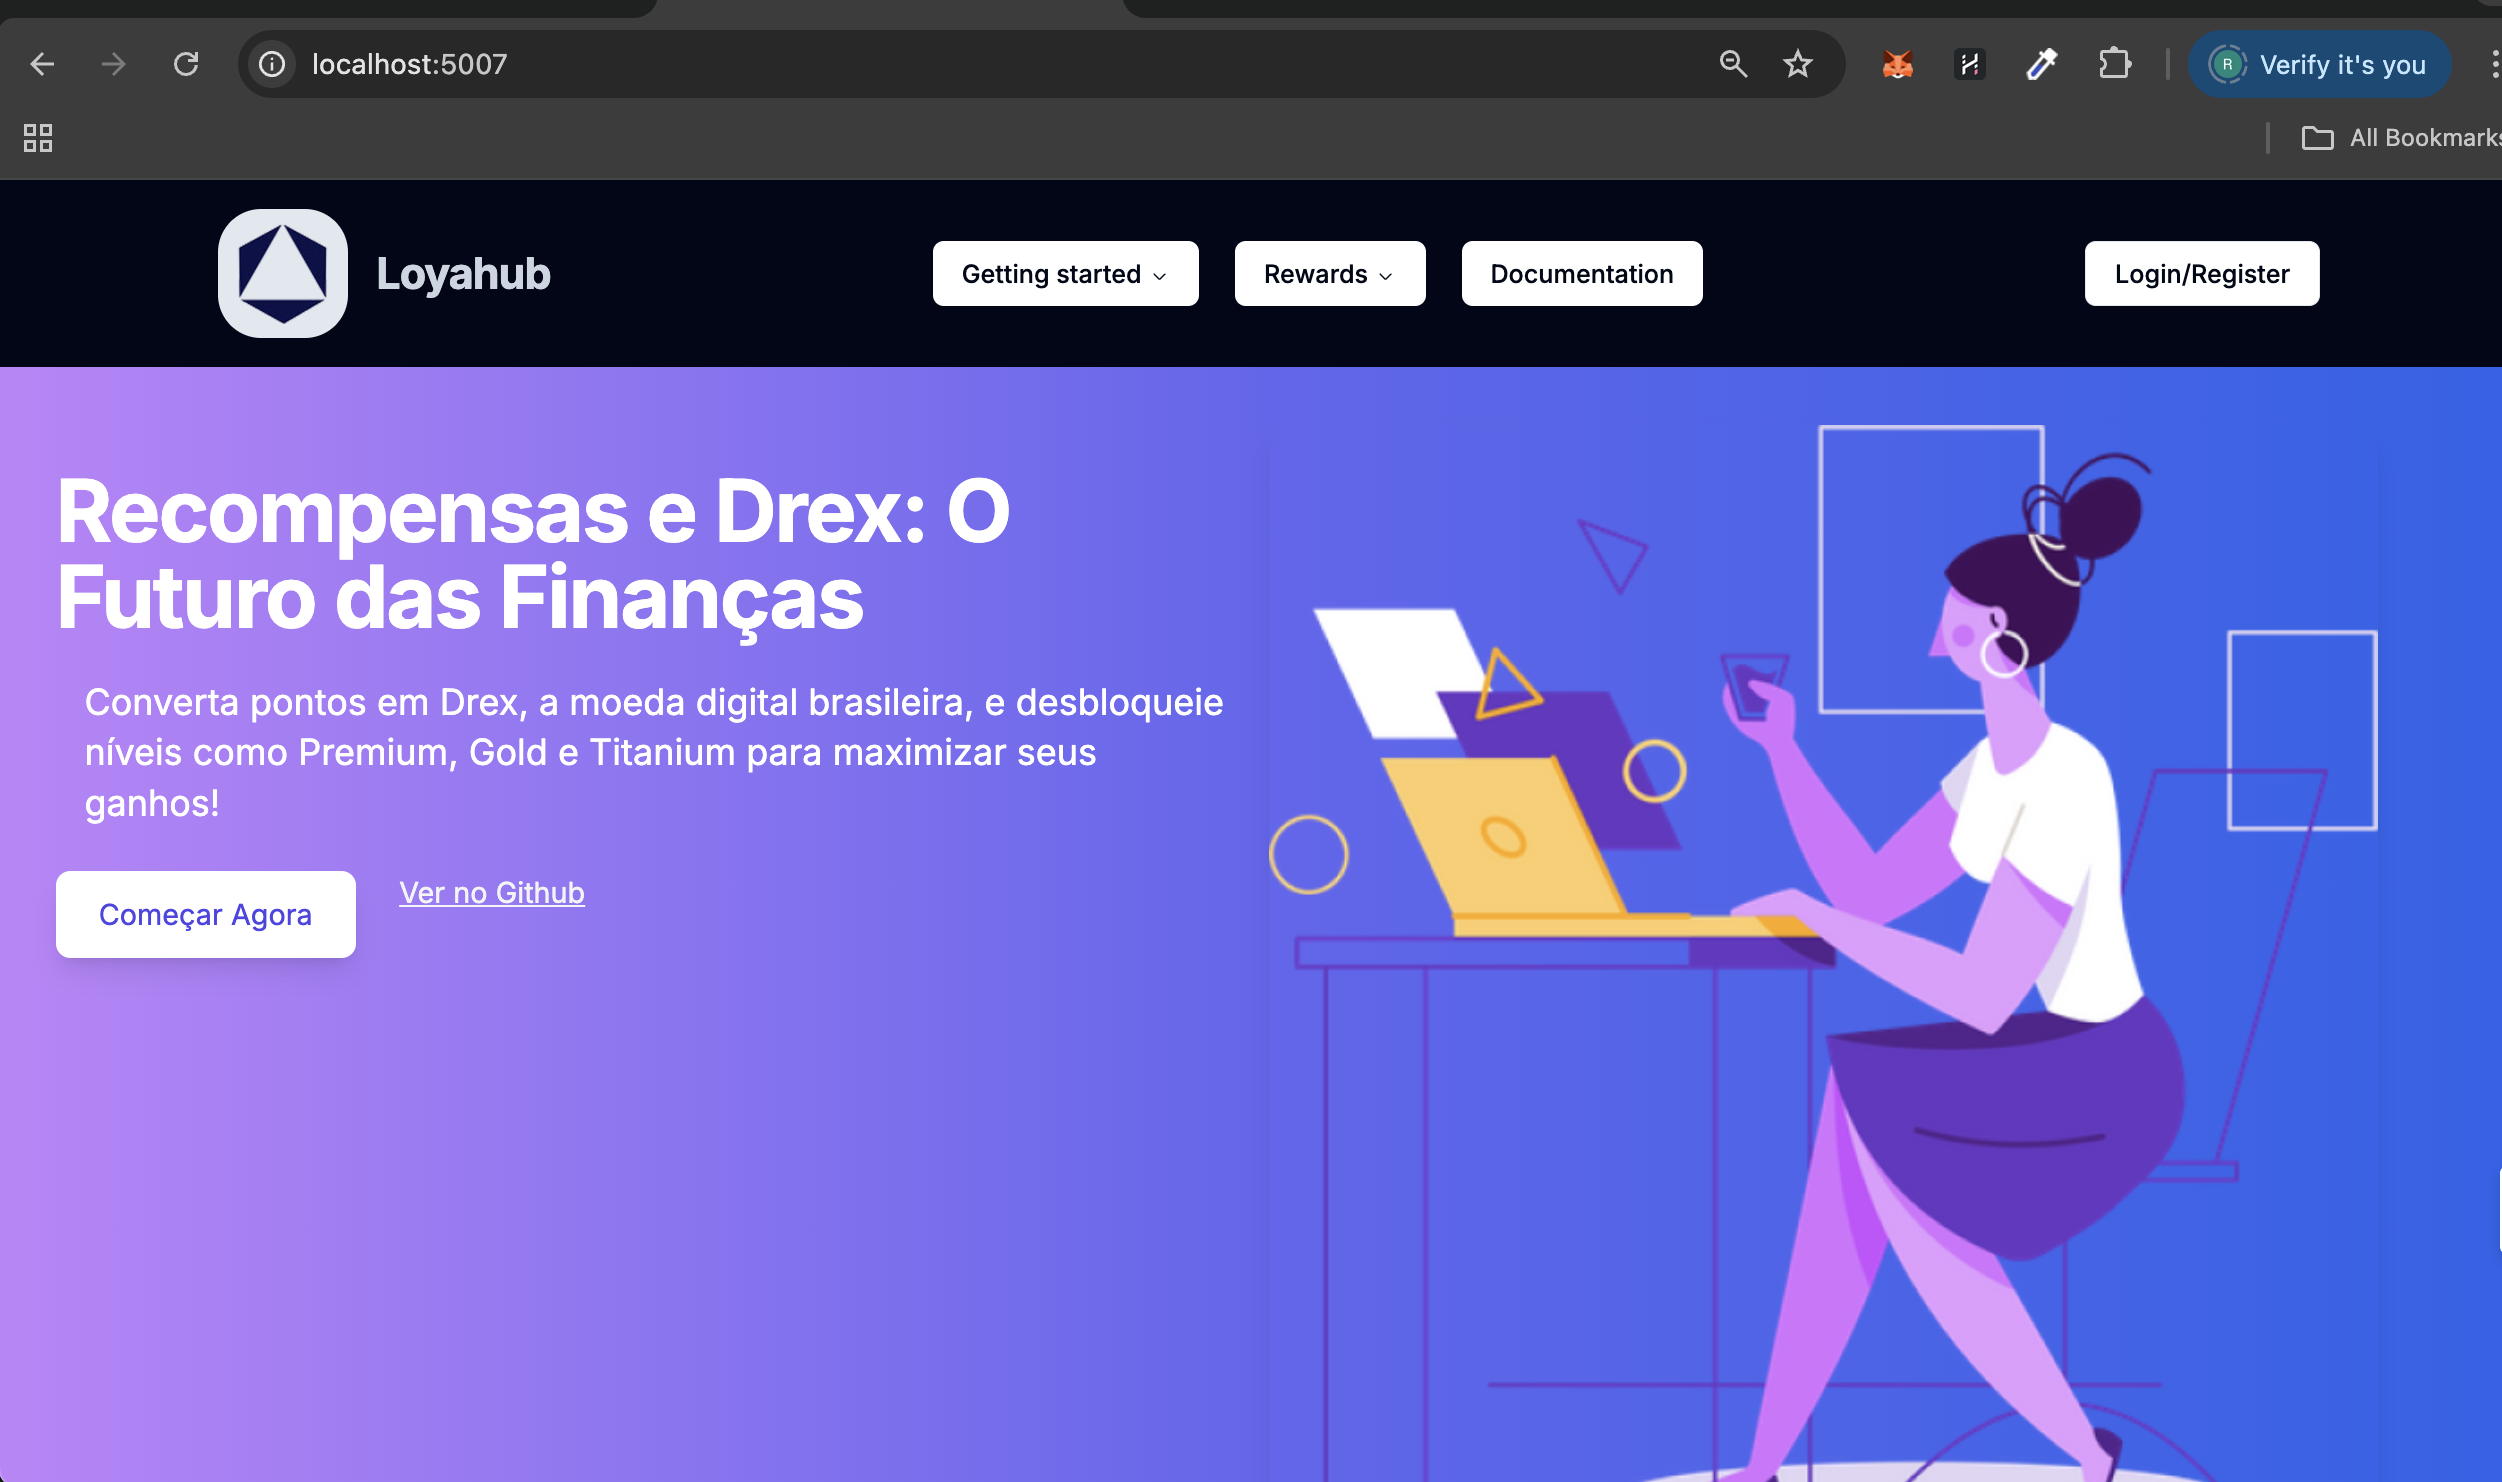 localhost:5007
R Verify it's you
All Bookmarks
Loyahub
Getting started
Rewards
Documentation
Login/Register
Recompensas e Drex: O
Futuro das Finanças
Converta pontos em Drex, a moeda digital brasileira, e desbloqueie
níveis como Premium, Gold e Titanium para maximizar seus
ganhos!
Começar Agora
Ver no Github